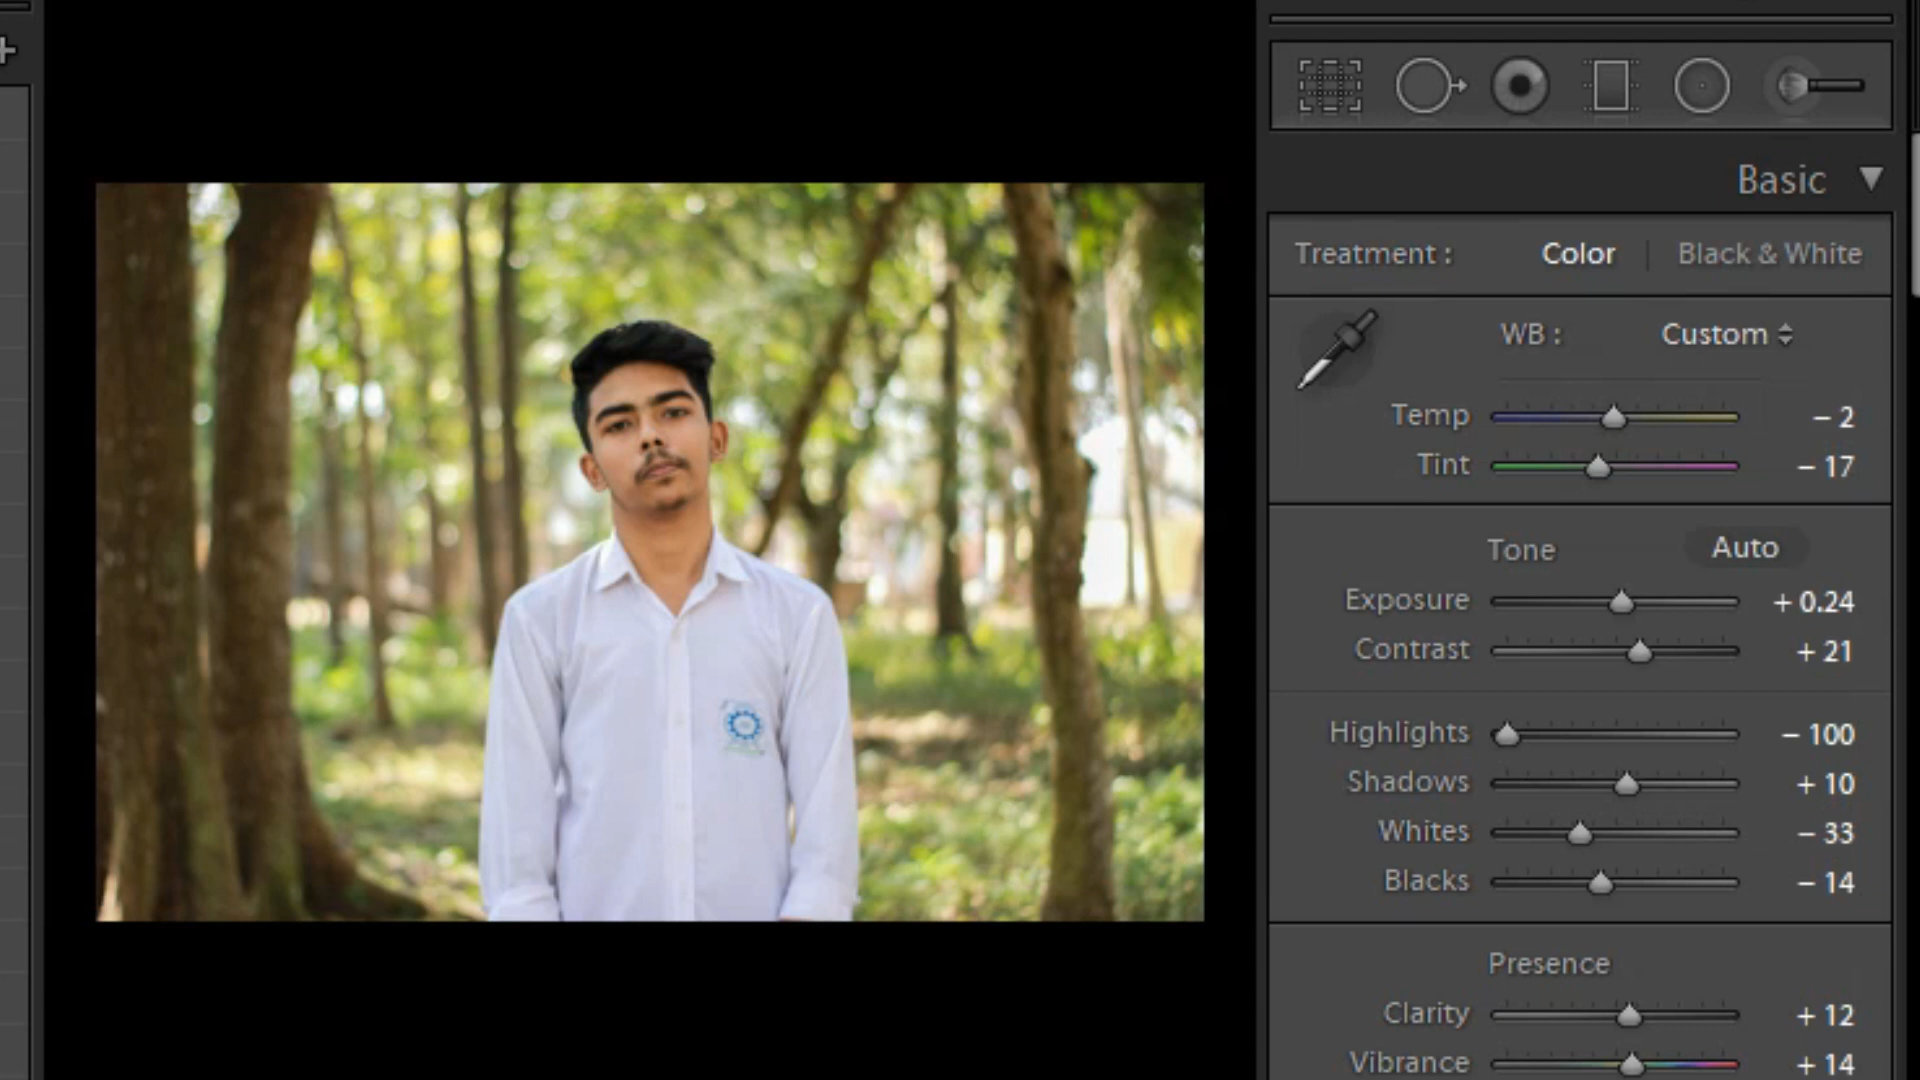 Basic
Treatment : Color Black & White
WB : Custom
Temp – 2
Tint – 17
Tone Auto
Exposure + 0.24
Contrast + 21
Highlights – 100
Shadows + 10
Whites – 33
Blacks – 14
Presence
Clarity + 12
Vibrance + 14